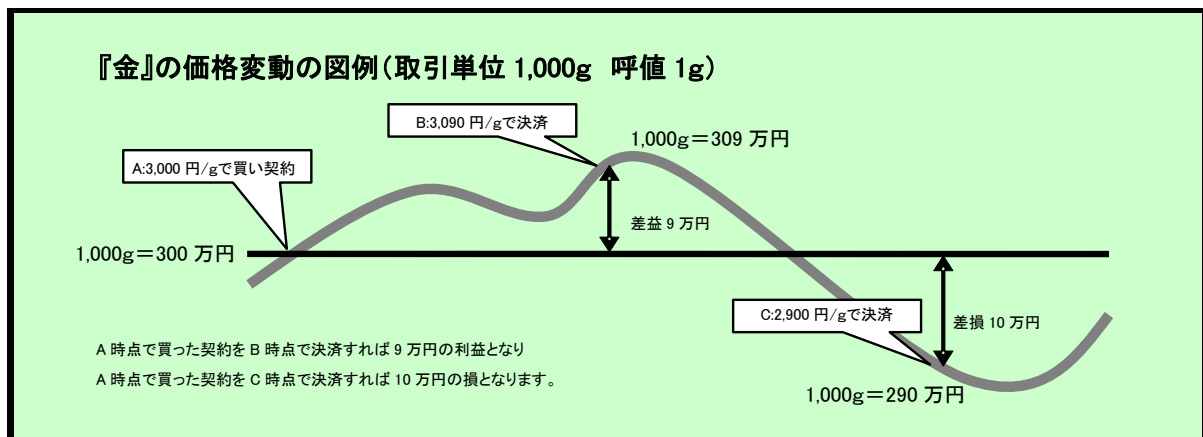 『金』の価格変動の図例（取引単位 1,000g 呼値 1g）
B:3,090 円/gで決済
1,000g＝309 万円
A:3,000 円/gで買い契約
差益 9 万円
1,000g＝300 万円
C:2,900 円/gで決済
差損 10 万円
A 時点で買った契約を B 時点で決済すれば 9 万円の利益となり
A 時点で買った契約を C 時点で決済すれば 10 万円の損となります。
1,000g＝290 万円